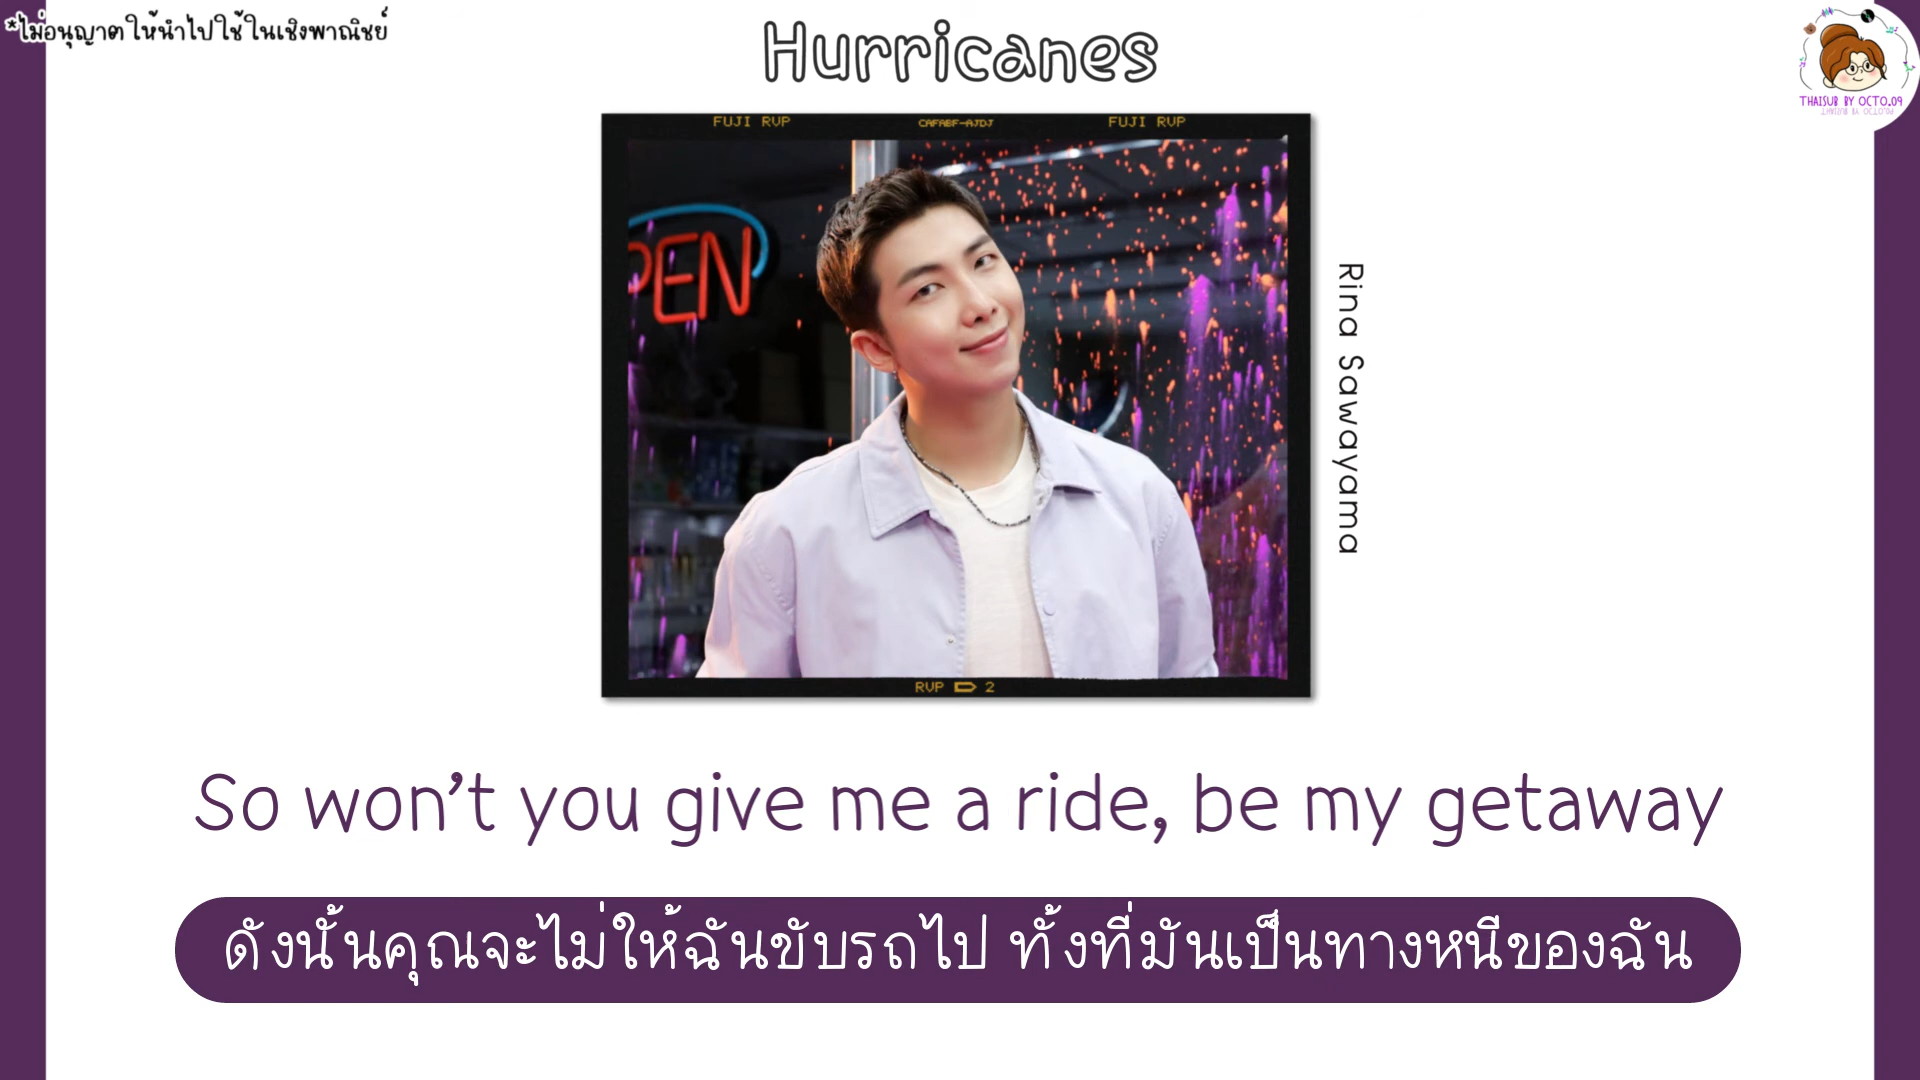 *ไม่อนุญาตให้นำไปใช้ในเชิงพาณิชย์
Hurricanes
THAISUB BY OCTO.09
FUJI RVP
CAFABF-AJDJ
FUJI RVP
PEN
Rina Sawayama
RVP 2
So won't you give me a ride, be my getaway
ดังนั้นคุณจะไม่ให้ฉันขับรถไป ทั้งที่มันเป็นทางหนีของฉัน